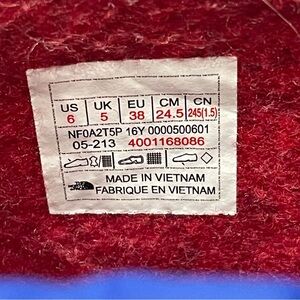 US UK EU CM CN
6 5 38 24.5 245(1.5)
NF0A2T5P 16Y 0000500601
05-213 4001168086
MADE IN VIETNAM
FABRIQUE EN VIETNAM